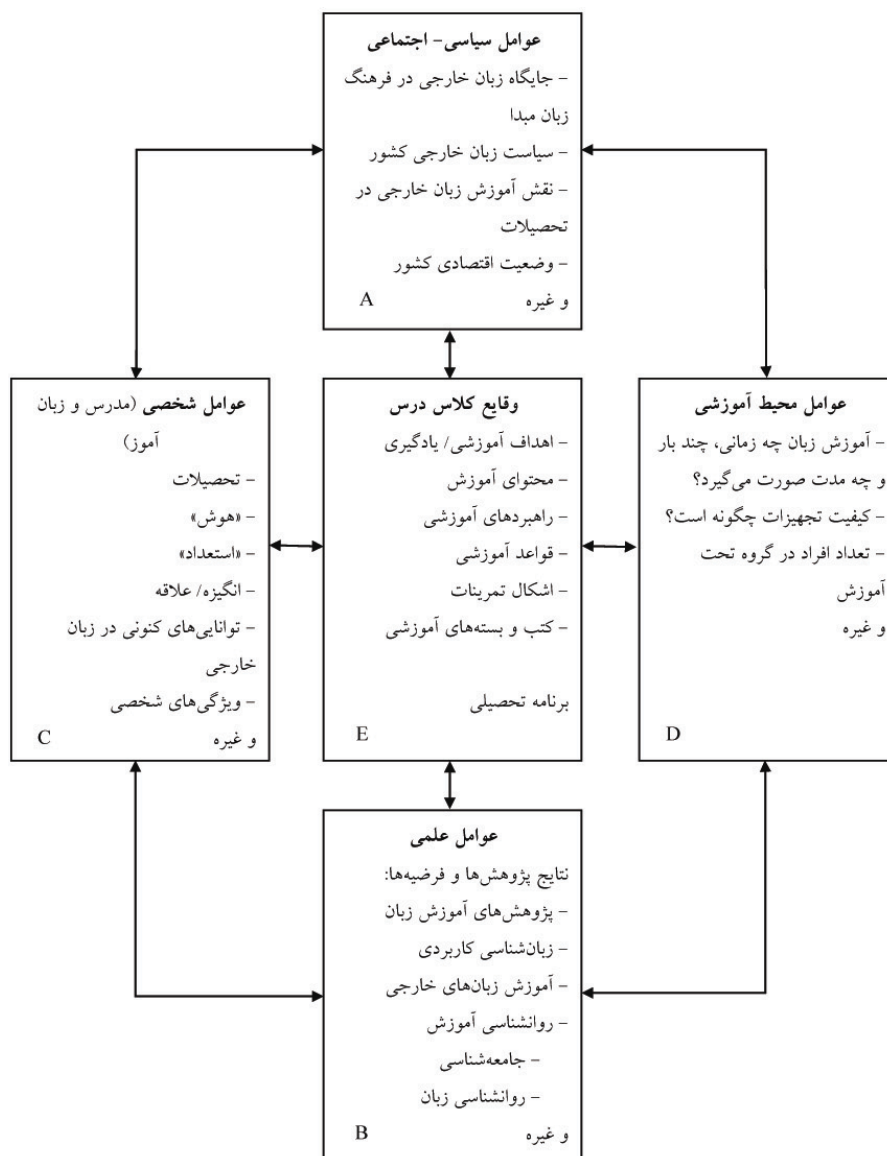 عوامل سیاسی- اجتماعی
- جایگاه زبان خارجی در فرهنگ
زبان مبدا
- سیاست زبان خارجی کشور
- نقش آموزش زبان خارجی در
تحصیلات
- وضعیت اقتصادی کشور
و غیره
A
عوامل محیط آموزشی
- آموزش زبان چه زمانی، چند بار
و چه مدت صورت می‌گیرد؟
- کیفیت تجهیزات چگونه است؟
- تعداد افراد در گروه تحت
آموزش
و غیره
D
وقایع کلاس درس
- اهداف آموزشی/ یادگیری
- محتوای آموزش
- راهبردهای آموزشی
- قواعد آموزشی
- اشکال تمرینات
- کتب و بسته‌های آموزشی
برنامه تحصیلی
E
عوامل شخصی (مدرس و زبان
آموز)
- تحصیلات
- «هوش»
- «استعداد»
- انگیزه/ علاقه
- توانایی‌های کنونی در زبان
خارجی
- ویژگی‌های شخصی
و غیره
C
عوامل علمی
نتایج پژوهش‌ها و فرضیه‌ها:
- پژوهش‌های آموزش زبان
- زبان‌شناسی کاربردی
- آموزش زبان‌های خارجی
- روانشناسی آموزش
- جامعه‌شناسی
- روانشناسی زبان
و غیره
B